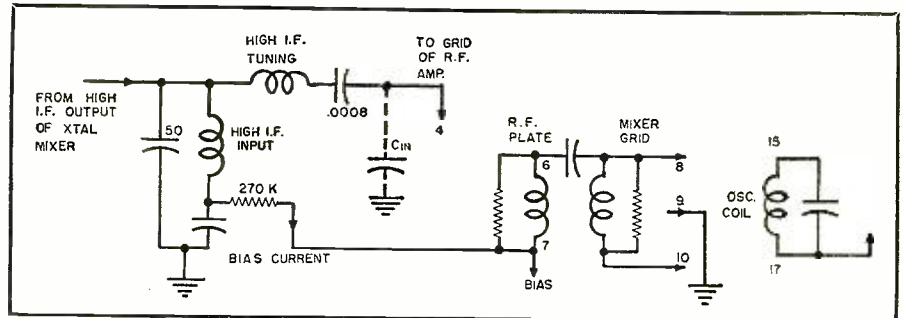 HIGH I.F.
TUNING
TO GRID
OF R.F.
AMP.
FROM HIGH
I.F. OUTPUT
OF XTAL
MIXER
50
HIGH I.F.
INPUT
.0008
4
CIN
270 K
BIAS CURRENT
R.F.
PLATE
6
7
BIAS
MIXER
GRID
8
9
10
15
OSC.
COIL
17